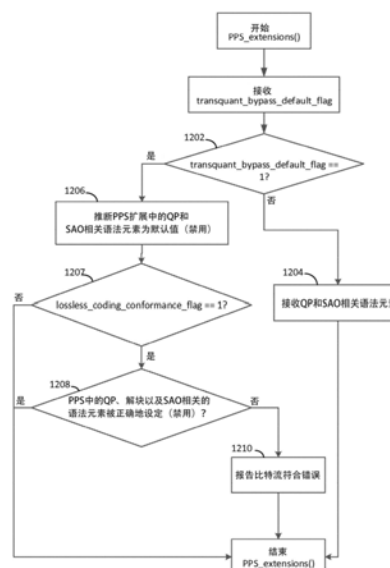 开始
PPS_extensions()
接收
transquant_bypass_default_flag
1202
transquant_bypass_default_flag ==
1?
是
否
1206
推断PPS扩展中的QP和
SAO相关语法元素为默认值（禁用）
1204
接收QP和SAO相关语法元素
1207
lossless_coding_conformance_flag == 1?
否
是
1208
PPS中的QP、解块以及SAO相关的
语法元素被正确地设定（禁用）？
是
否
1210
报告比特流符合错误
结束
PPS_extensions()